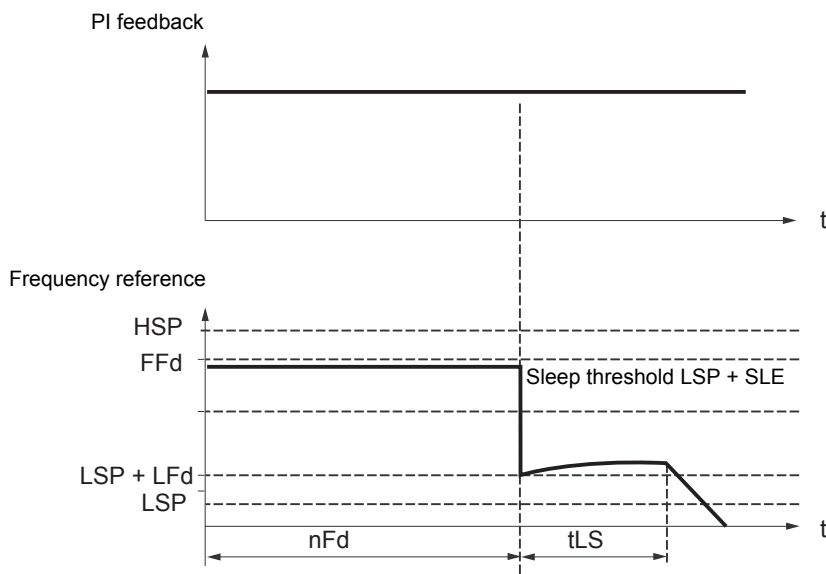 PI feedback
t
Frequency reference
HSP
FFd
Sleep threshold LSP + SLE
LSP + LFd
LSP
t
nFd
tLS